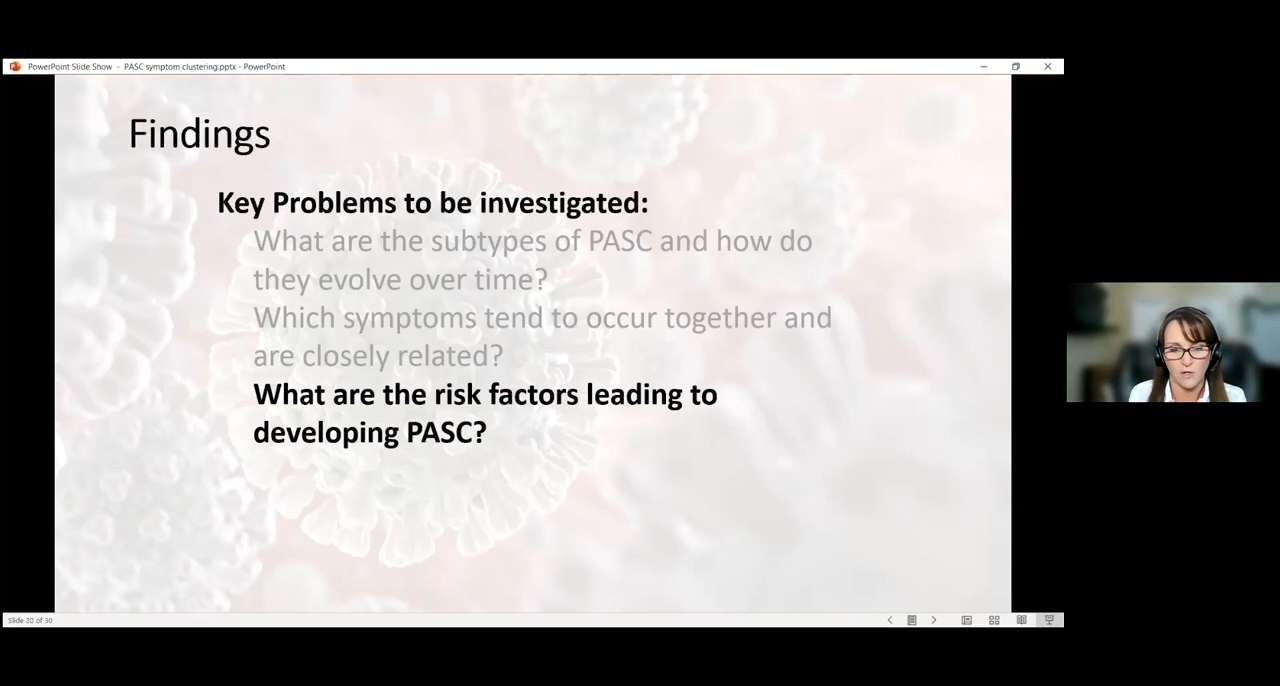 PowerPoint Slide Show - PASC symptom clustering.pptx - PowerPoint
Findings
Key Problems to be investigated:
What are the subtypes of PASC and how do
they evolve over time?
Which symptoms tend to occur together and
are closely related?
What are the risk factors leading to
developing PASC?
Slide 20 of 30